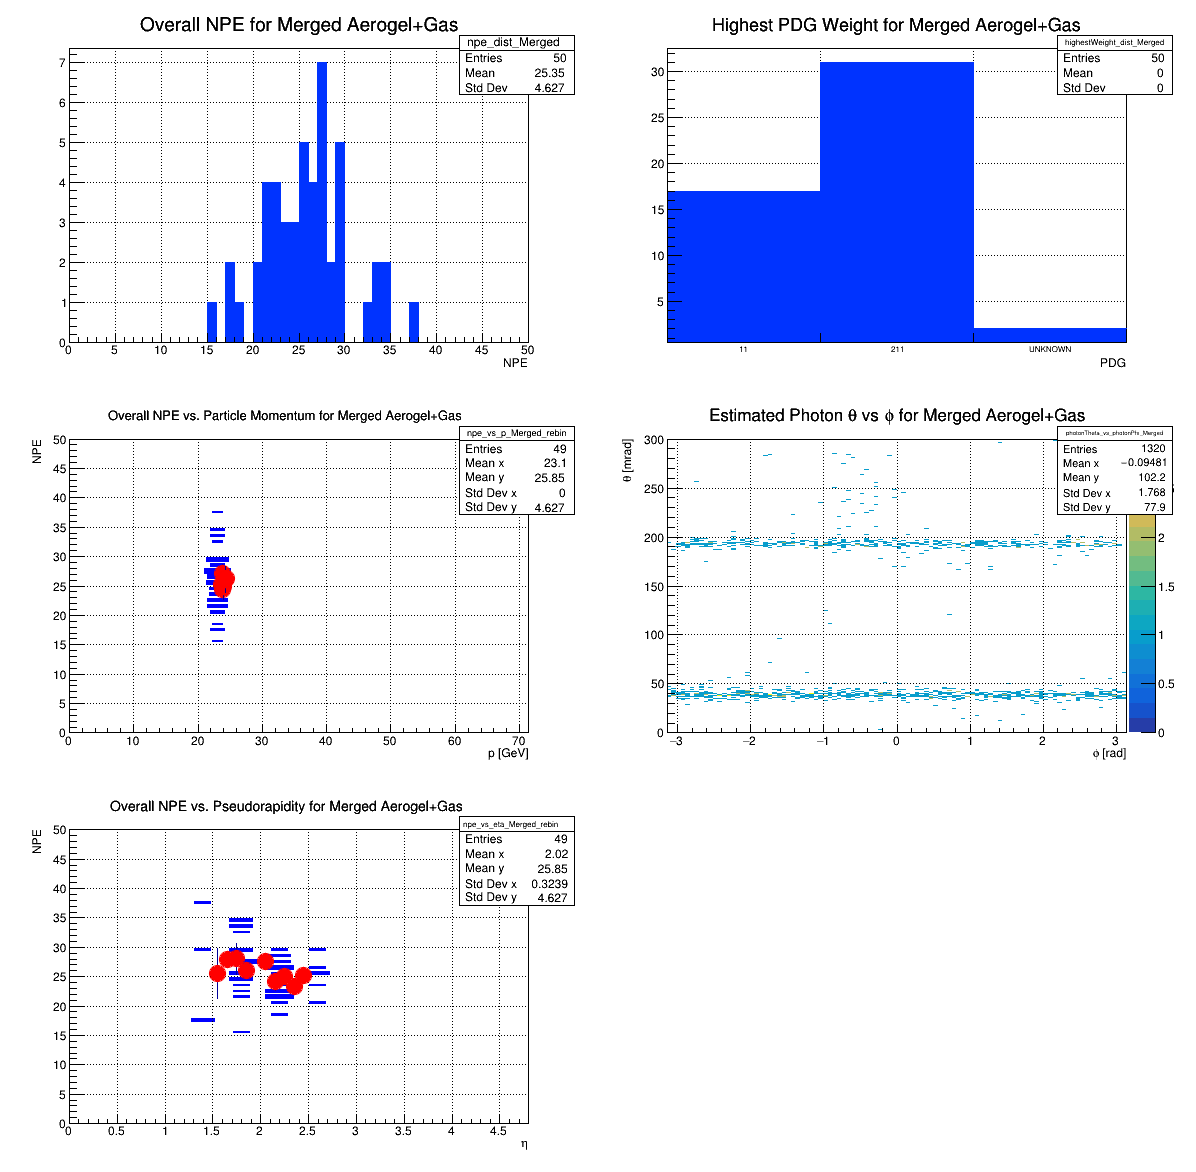 Overall NPE for Merged Aerogel+Gas
npe_dist_Merged
Entries 50
Mean 25.35
Std Dev 4.627
7
6
5
4
3
2
1
0
0 5 10 15 20 25 30 35 40 45 50
NPE
Highest PDG Weight for Merged Aerogel+Gas
highestWeight_dist_Merged
Entries 50
Mean 0
Std Dev 0
30
25
20
15
10
5
11 211 UNKNOWN
PDG
Overall NPE vs. Particle Momentum for Merged Aerogel+Gas
npe_vs_p_Merged_rebin
Entries 49
Mean x 23.1
Mean y 25.85
Std Dev x 0
Std Dev y 4.627
NPE
50
45
40
35
30
25
20
15
10
5
0
0 10 20 30 40 50 60 70
p [GeV]
Estimated Photon θ vs ϕ for Merged Aerogel+Gas
photonTheta_vs_photonPhi_Merged
Entries 1320
Mean x −0.09481
Mean y 102.2
Std Dev x 1.768
Std Dev y 77.9
θ [mrad]
300
250
200
150
100
50
0
−3 −2 −1 0 1 2 3
ϕ [rad]
2
1.5
1
0.5
0
Overall NPE vs. Pseudorapidity for Merged Aerogel+Gas
npe_vs_eta_Merged_rebin
Entries 49
Mean x 2.02
Mean y 25.85
Std Dev x 0.3239
Std Dev y 4.627
NPE
50
45
40
35
30
25
20
15
10
5
0
0 0.5 1 1.5 2 2.5 3 3.5 4 4.5
η